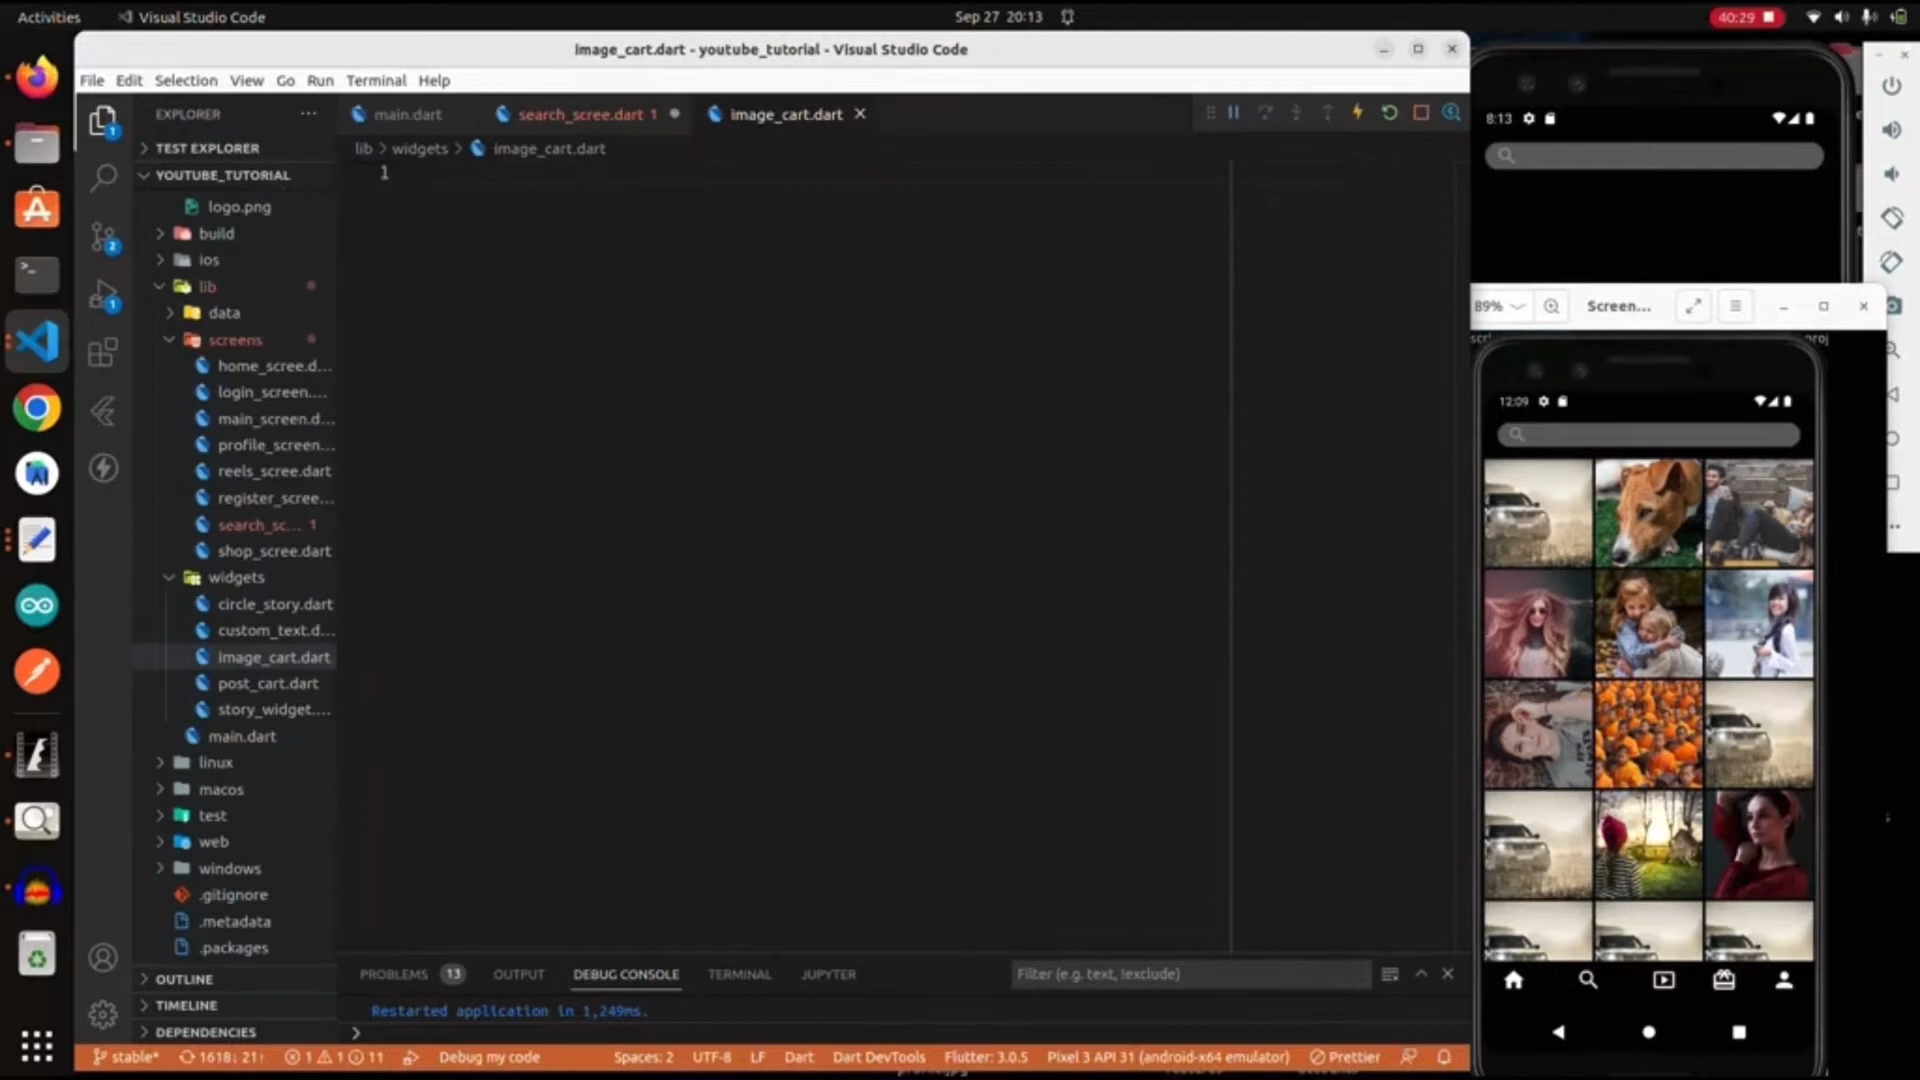 Activities
Visual Studio Code
Sep 27 20:13
40:29
image_cart.dart - youtube_tutorial - Visual Studio Code
File Edit Selection View Go Run Terminal Help
EXPLORER
main.dart
search_scree.dart 1
image_cart.dart
TEST EXPLORER
lib > widgets > image_cart.dart
YOUTUBE_TUTORIAL
1
logo.png
build
ios
lib
data
screens
home_scree.d...
login_screen....
main_screen.d...
profile_screen...
reels_scree.dart
register_scree...
search_sc... 1
shop_scree.dart
widgets
circle_story.dart
custom_text.d...
image_cart.dart
post_cart.dart
story_widget....
main.dart
linux
macos
test
web
windows
.gitignore
.metadata
.packages
OUTLINE
TIMELINE
DEPENDENCIES
PROBLEMS 13 OUTPUT DEBUG CONSOLE TERMINAL JUPYTER
Filter (e.g. text, !exclude)
Restarted application in 1,249ms.
stable* 1618↓ 21↑ 1 1 11 Debug my code
Spaces: 2 UTF-8 LF Dart Dart DevTools Flutter: 3.0.5 Pixel 3 API 31 (android-x64 emulator) Prettier
8:13
89%
Screen...
12:09